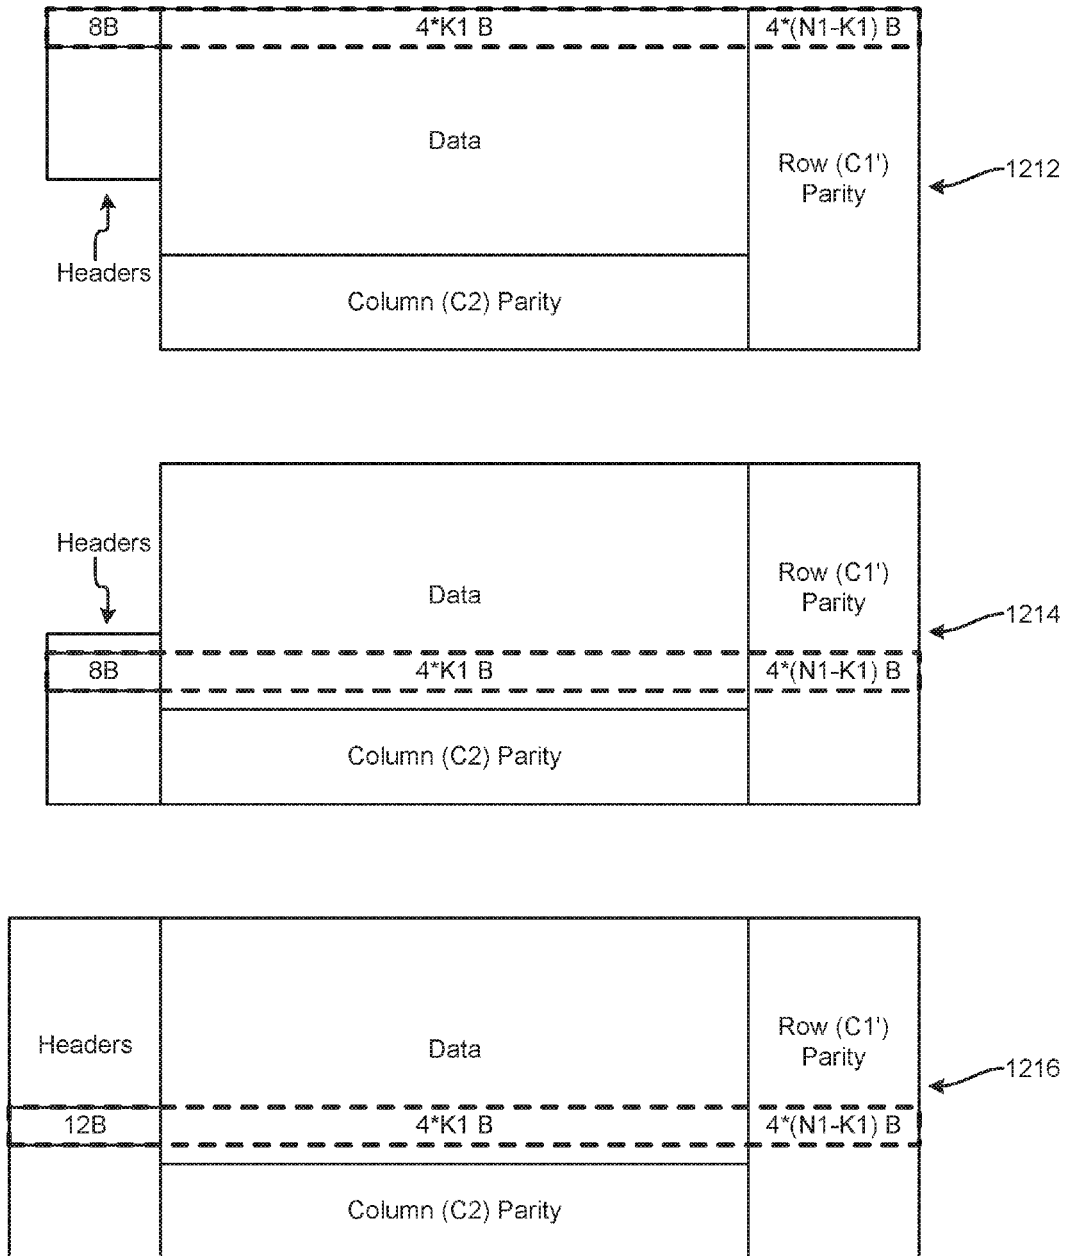 8B 4*K1 B 4*(N1-K1) B
Data
Row (C1')
Parity
1212
Headers
Column (C2) Parity
Headers
Data
Row (C1')
Parity
1214
8B 4*K1 B 4*(N1-K1) B
Column (C2) Parity
Headers
Data
Row (C1')
Parity
1216
12B 4*K1 B 4*(N1-K1) B
Column (C2) Parity